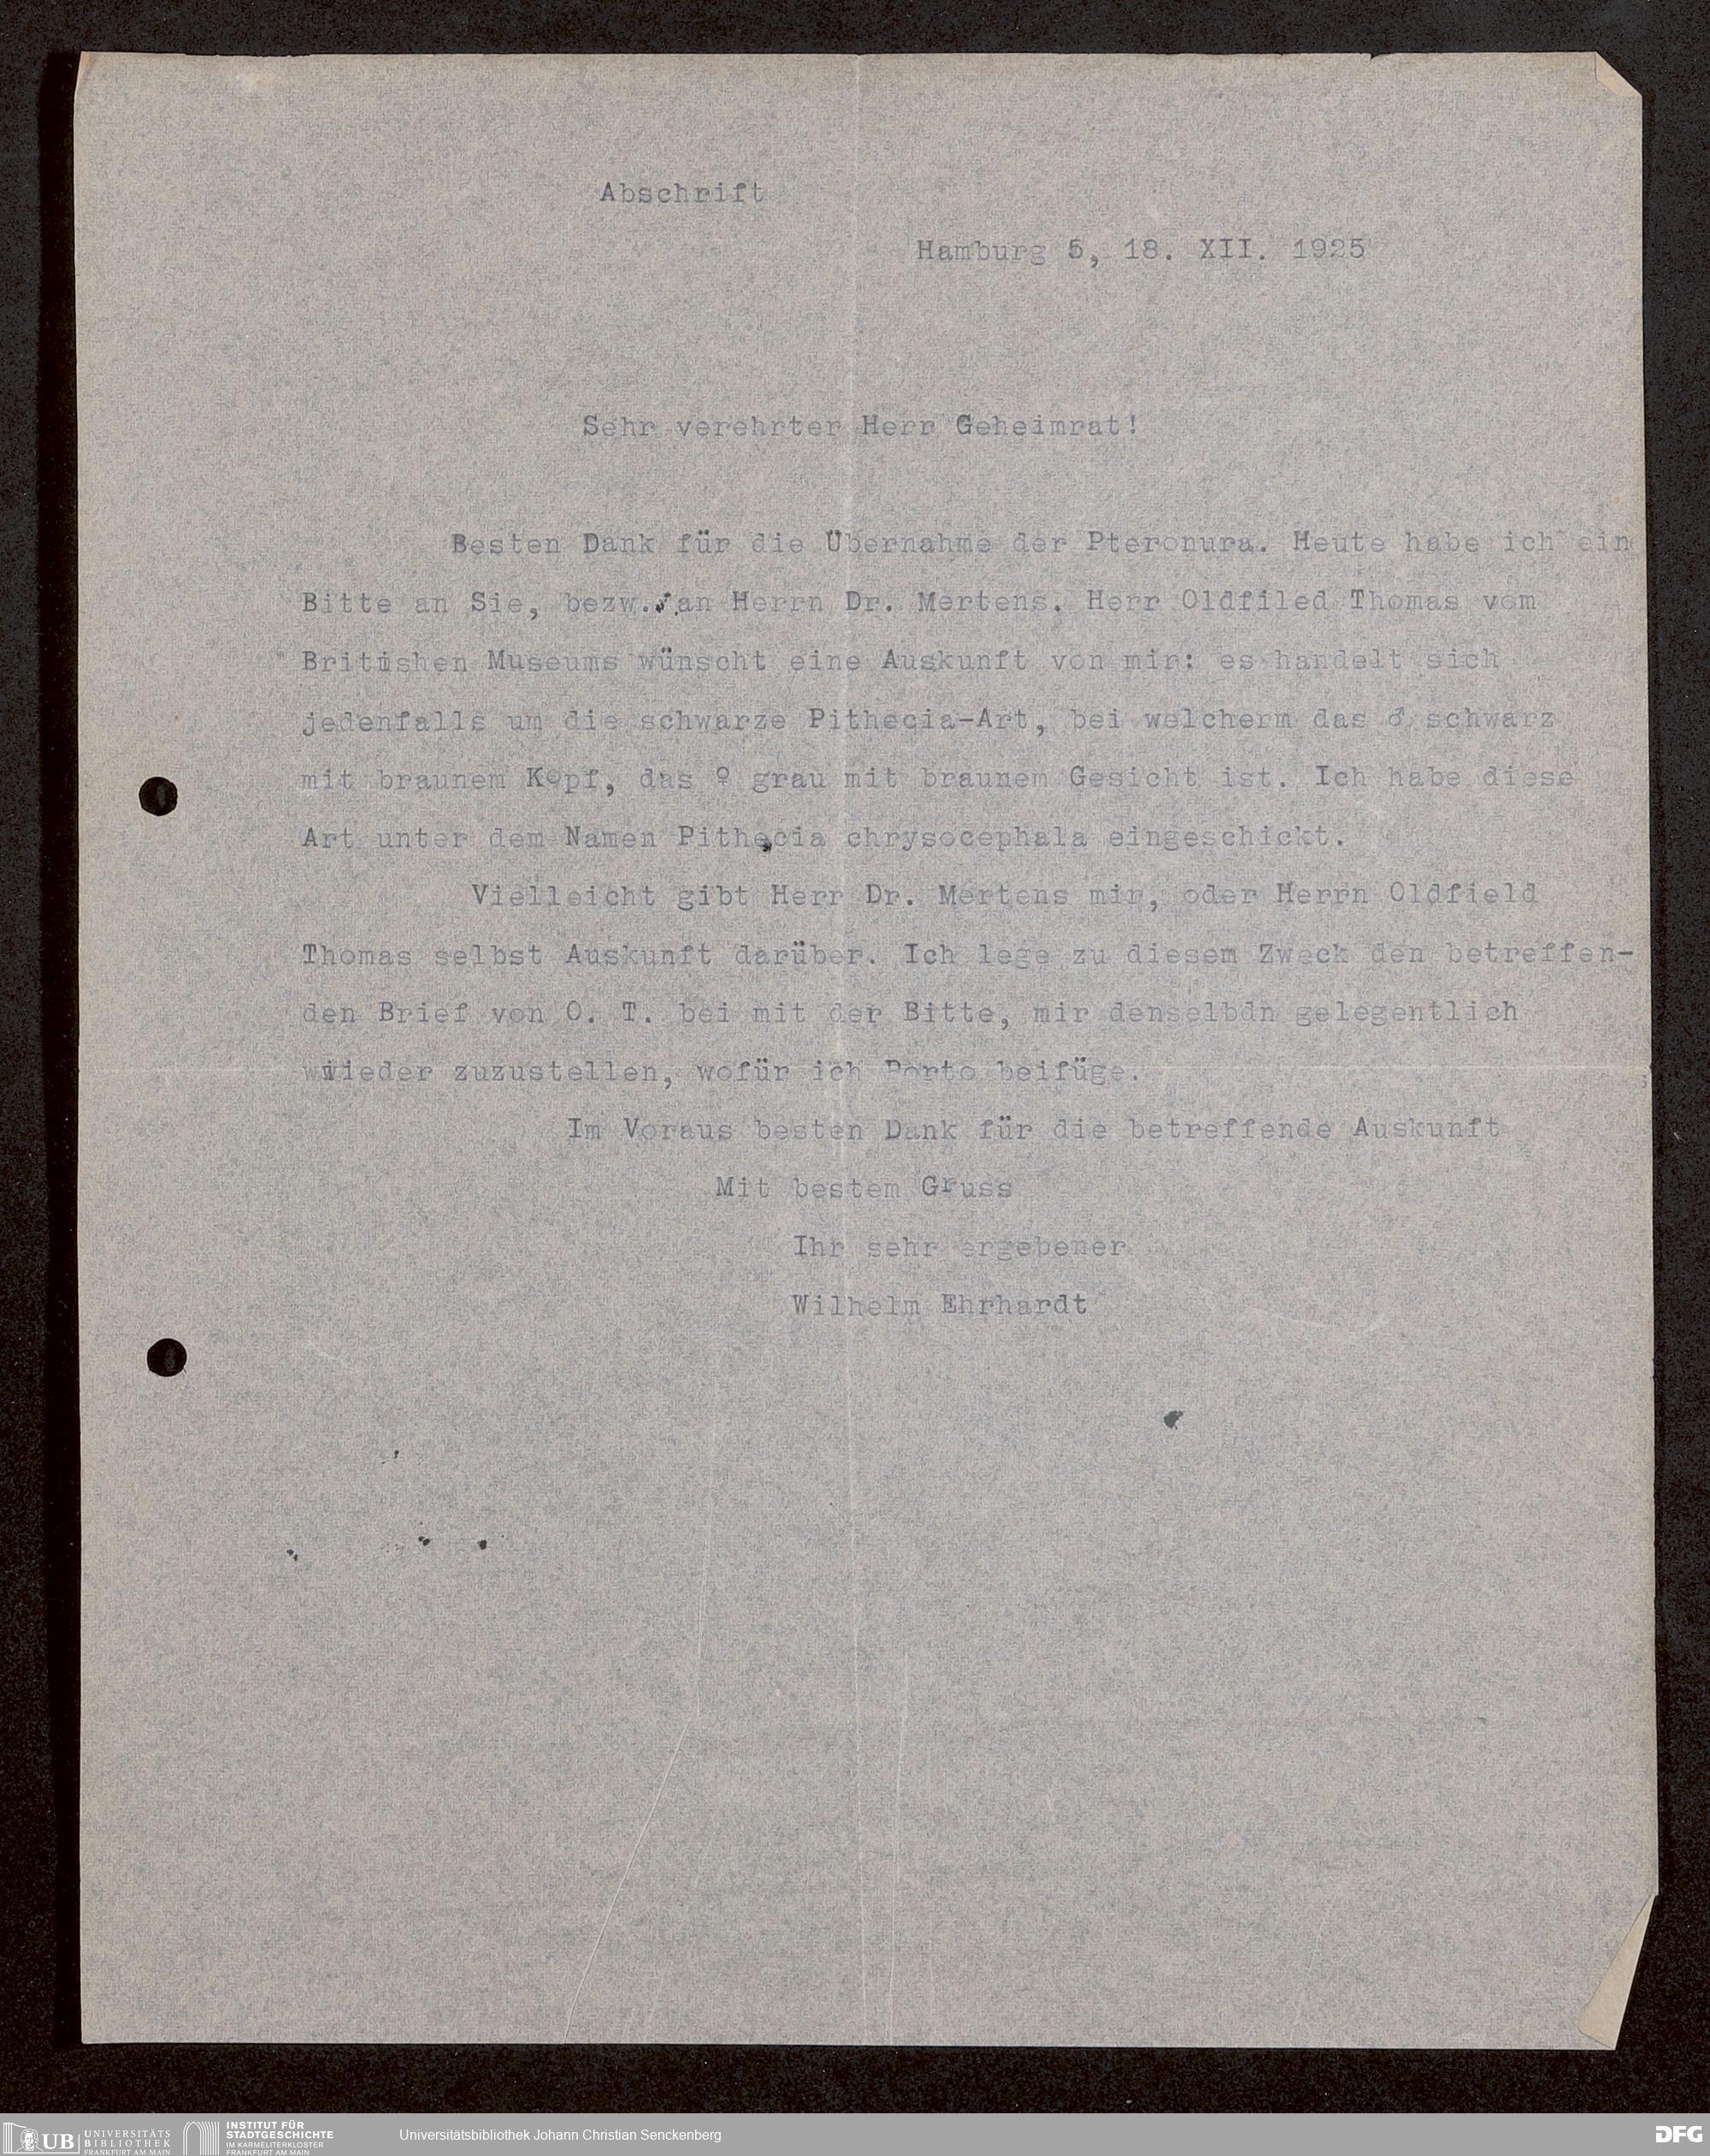 Abschrift
Hamburg 5, 18. XII. 1925
Sehr verehrter Herr Geheimrat!
Besten Dank für die Übernahme der Pteronura. Heute habe ich eine
Bitte an Sie, bezw. an Herrn Dr. Mertens. Herr Oldfiled Thomas vom
Britishen Museums wünscht eine Auskunft von mir: es handelt sich
jedenfalls um die schwarze Pithecia-Art, bei welcherm das ♂ schwarz
mit braunem Kopf, das ♀ grau mit braunem Gesicht ist. Ich habe diese
Art unter dem Namen Pithecia chrysocephala eingeschickt.
Vielleicht gibt Herr Dr. Mertens mir, oder Herrn Oldfield
Thomas selbst Auskunft darüber. Ich lege zu diesem Zweck den betreffen-
den Brief von O. T. bei mit der Bitte, mir denselbdn gelegentlich
wieder zuzustellen, wofür ich Porto beifüge.
Im Voraus besten Dank für die betreffende Auskunft
Mit bestem Gruss
Ihr sehr ergebener
Wilhelm Ehrhardt
UB UNIVERSITÄTS
BIBLIOTHEK
FRANKFURT AM MAIN
INSTITUT FÜR
STADTGESCHICHTE
IM KARMELITERKLOSTER
FRANKFURT AM MAIN
Universitätsbibliothek Johann Christian Senckenberg
DFG